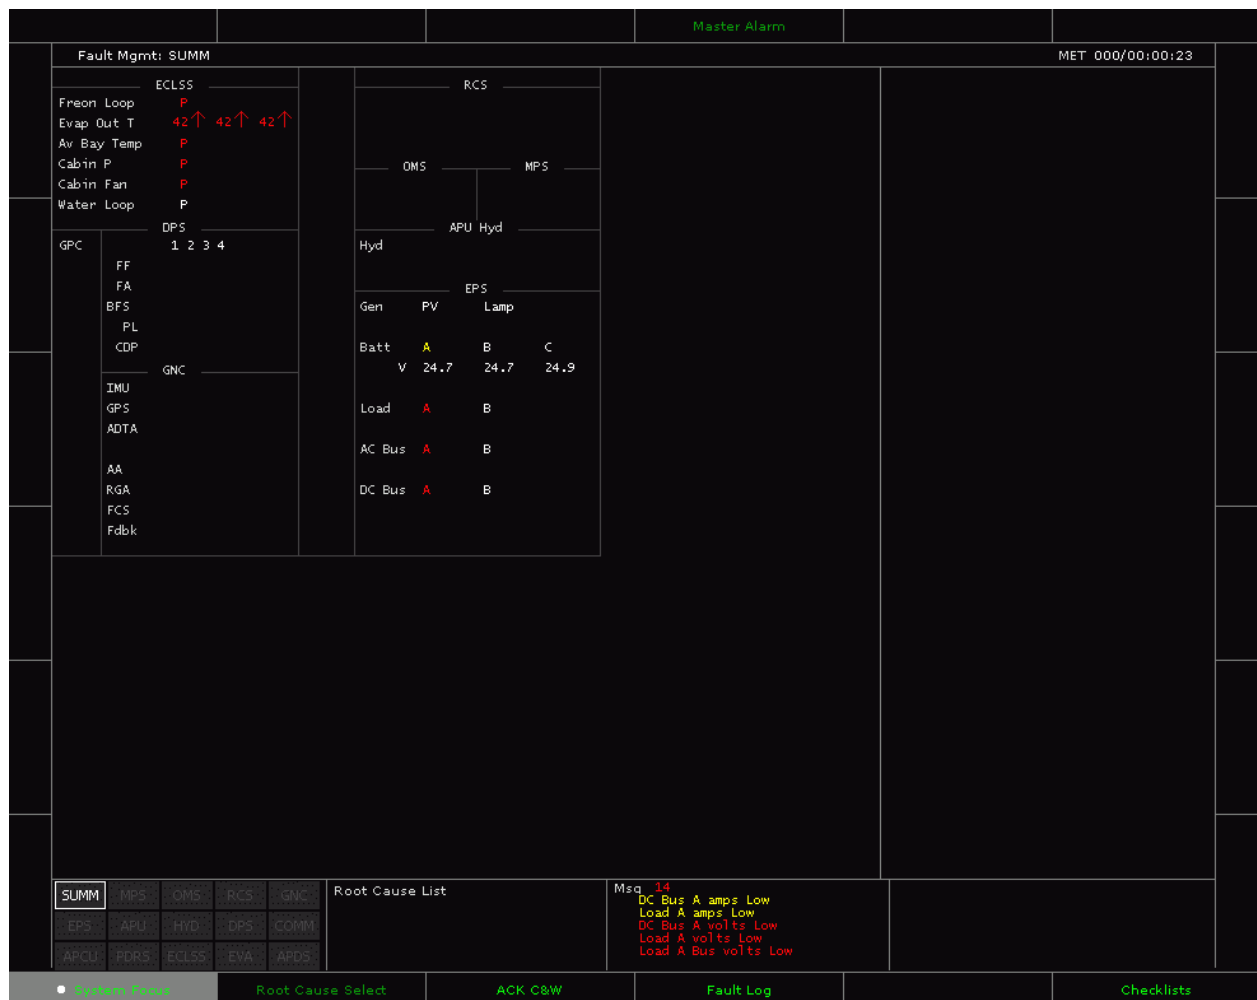 Master Alarm
Fault Mgmt: SUMM MET 000/00:00:23
ECLSS RCS
Freon Loop P
Evap Out T 42↑ 42↑ 42↑
Av Bay Temp P
Cabin P P
OMS MPS
Cabin Fan P
Water Loop P
DPS APU Hyd
GPC 1 2 3 4 Hyd
FF
FA
EPS
BFS Gen PV Lamp
PL
CDP Batt A B C
V 24.7 24.7 24.9
GNC
IMU
GPS Load A B
ADTA
AC Bus A B
AA
RGA DC Bus A B
FCS
Fdbk
SUMM MPS OMS RCS GNC Root Cause List Msg 14
DC Bus A amps Low
Load A amps Low
EPS APU HYD DPS COMM DC Bus A volts Low
Load A volts Low
APCU PDRS ECLSS EVA APDS Load A Bus volts Low
System Focus Root Cause Select ACK C&W Fault Log Checklists